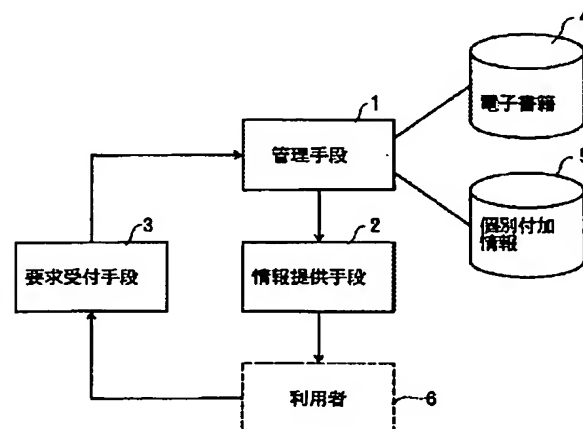 4
電子書籍
1
管理手段
5
個別付加
情報
3
要求受付手段
2
情報提供手段
利用者
6